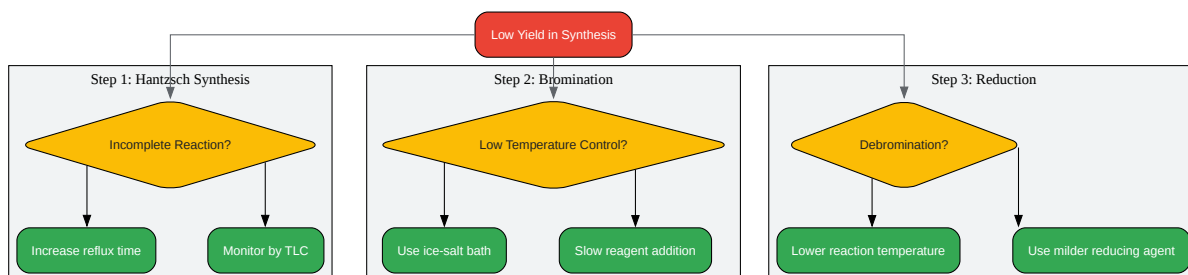 Low Yield in Synthesis
Step 1: Hantzsch Synthesis
Step 2: Bromination
Step 3: Reduction
Incomplete Reaction?
Low Temperature Control?
Debromination?
Increase reflux time
Monitor by TLC
Use ice-salt bath
Slow reagent addition
Lower reaction temperature
Use milder reducing agent